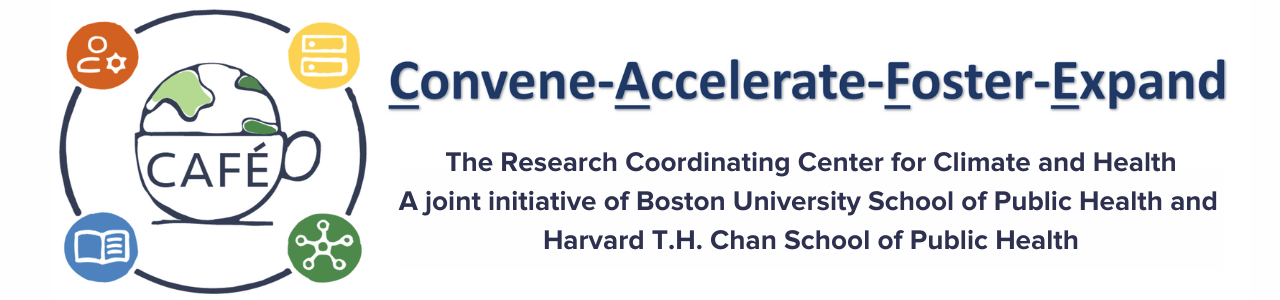 CAFÉ
Convene-Accelerate-Foster-Expand
The Research Coordinating Center for Climate and Health
A joint initiative of Boston University School of Public Health and
Harvard T.H. Chan School of Public Health